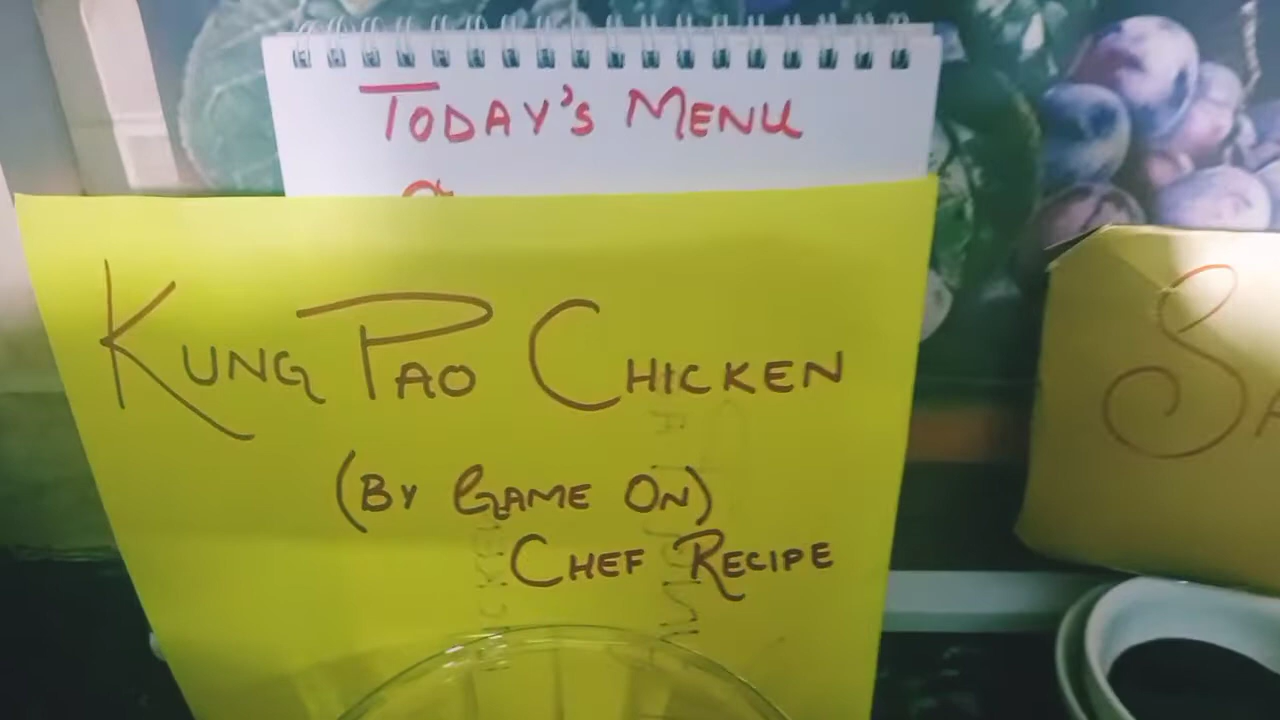 TODAY'S MENU
KUNG PAO CHICKEN
(BY GAME ON)
CHEF RECIPE